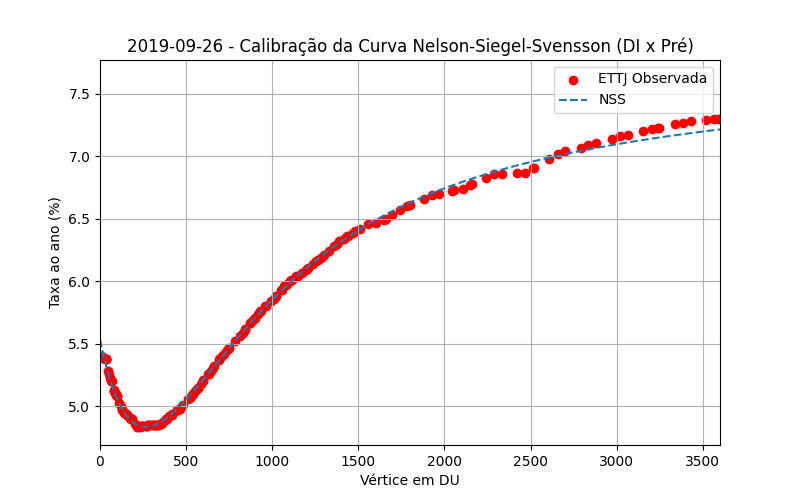 2019-09-26 - Calibração da Curva Nelson-Siegel-Svensson (DI x Pré)
ETTJ Observada
NSS
7.5
7.0
6.5
6.0
5.5
5.0
Taxa ao ano (%)
0 500 1000 1500 2000 2500 3000 3500
Vértice em DU